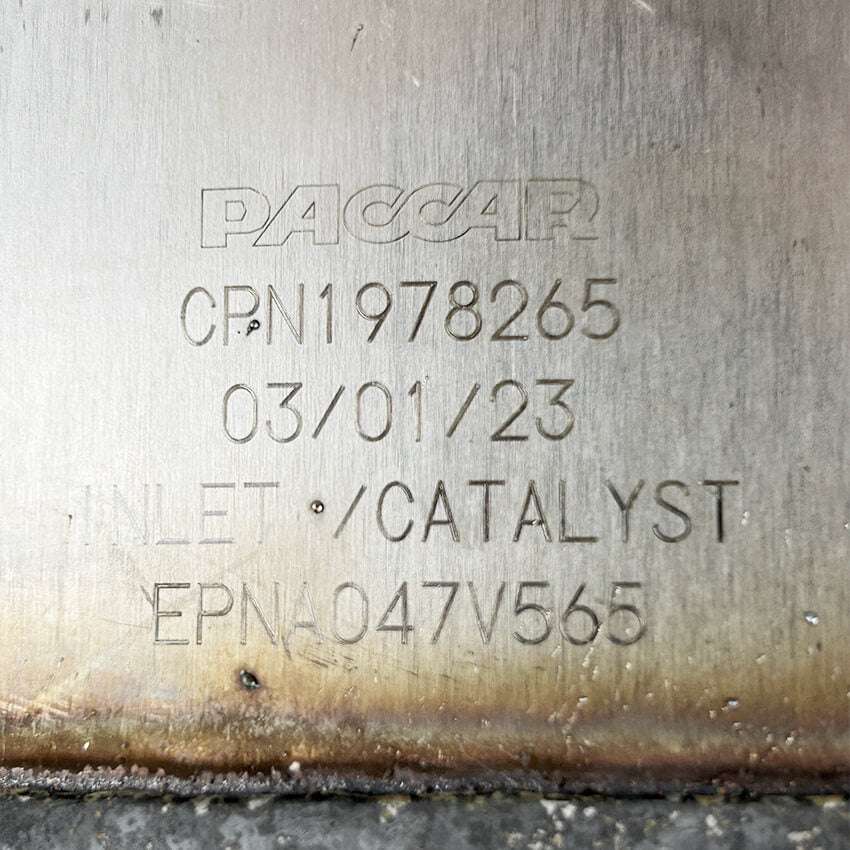 PACCAR
CPN1978265
03/01/23
INLET /CATALYST
EPNA047V565